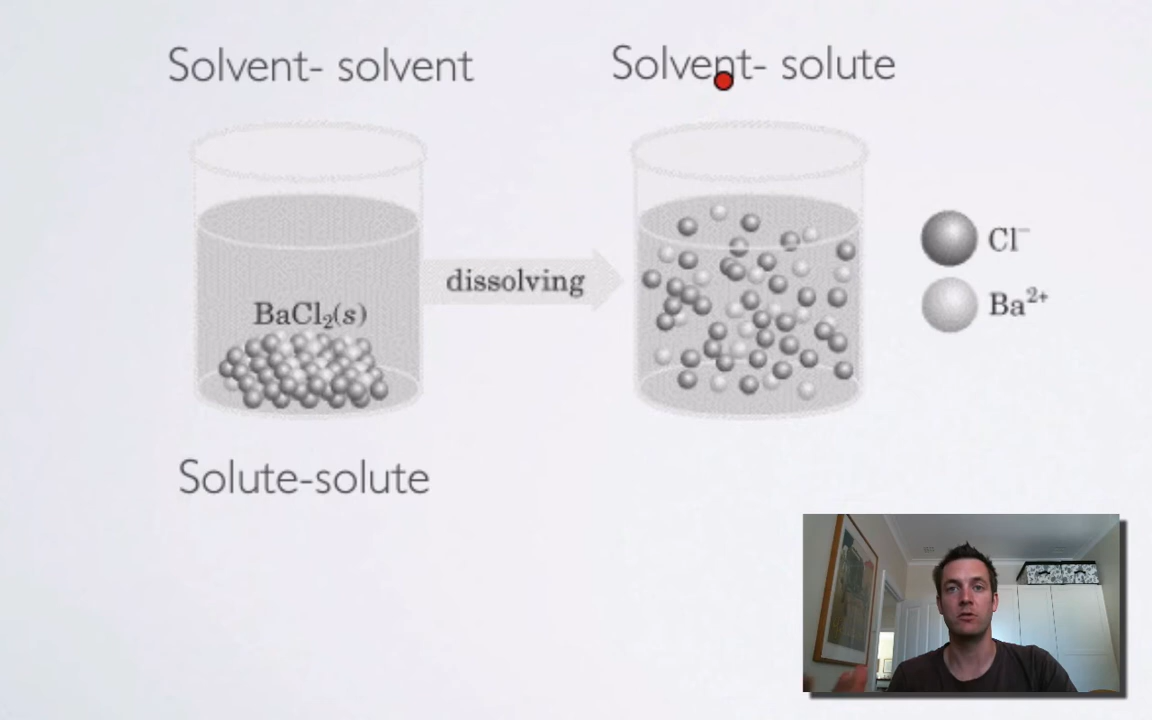 Solvent- solvent
Solvent- solute
BaCl₂(s)
dissolving
Cl⁻
Ba²⁺
Solute-solute